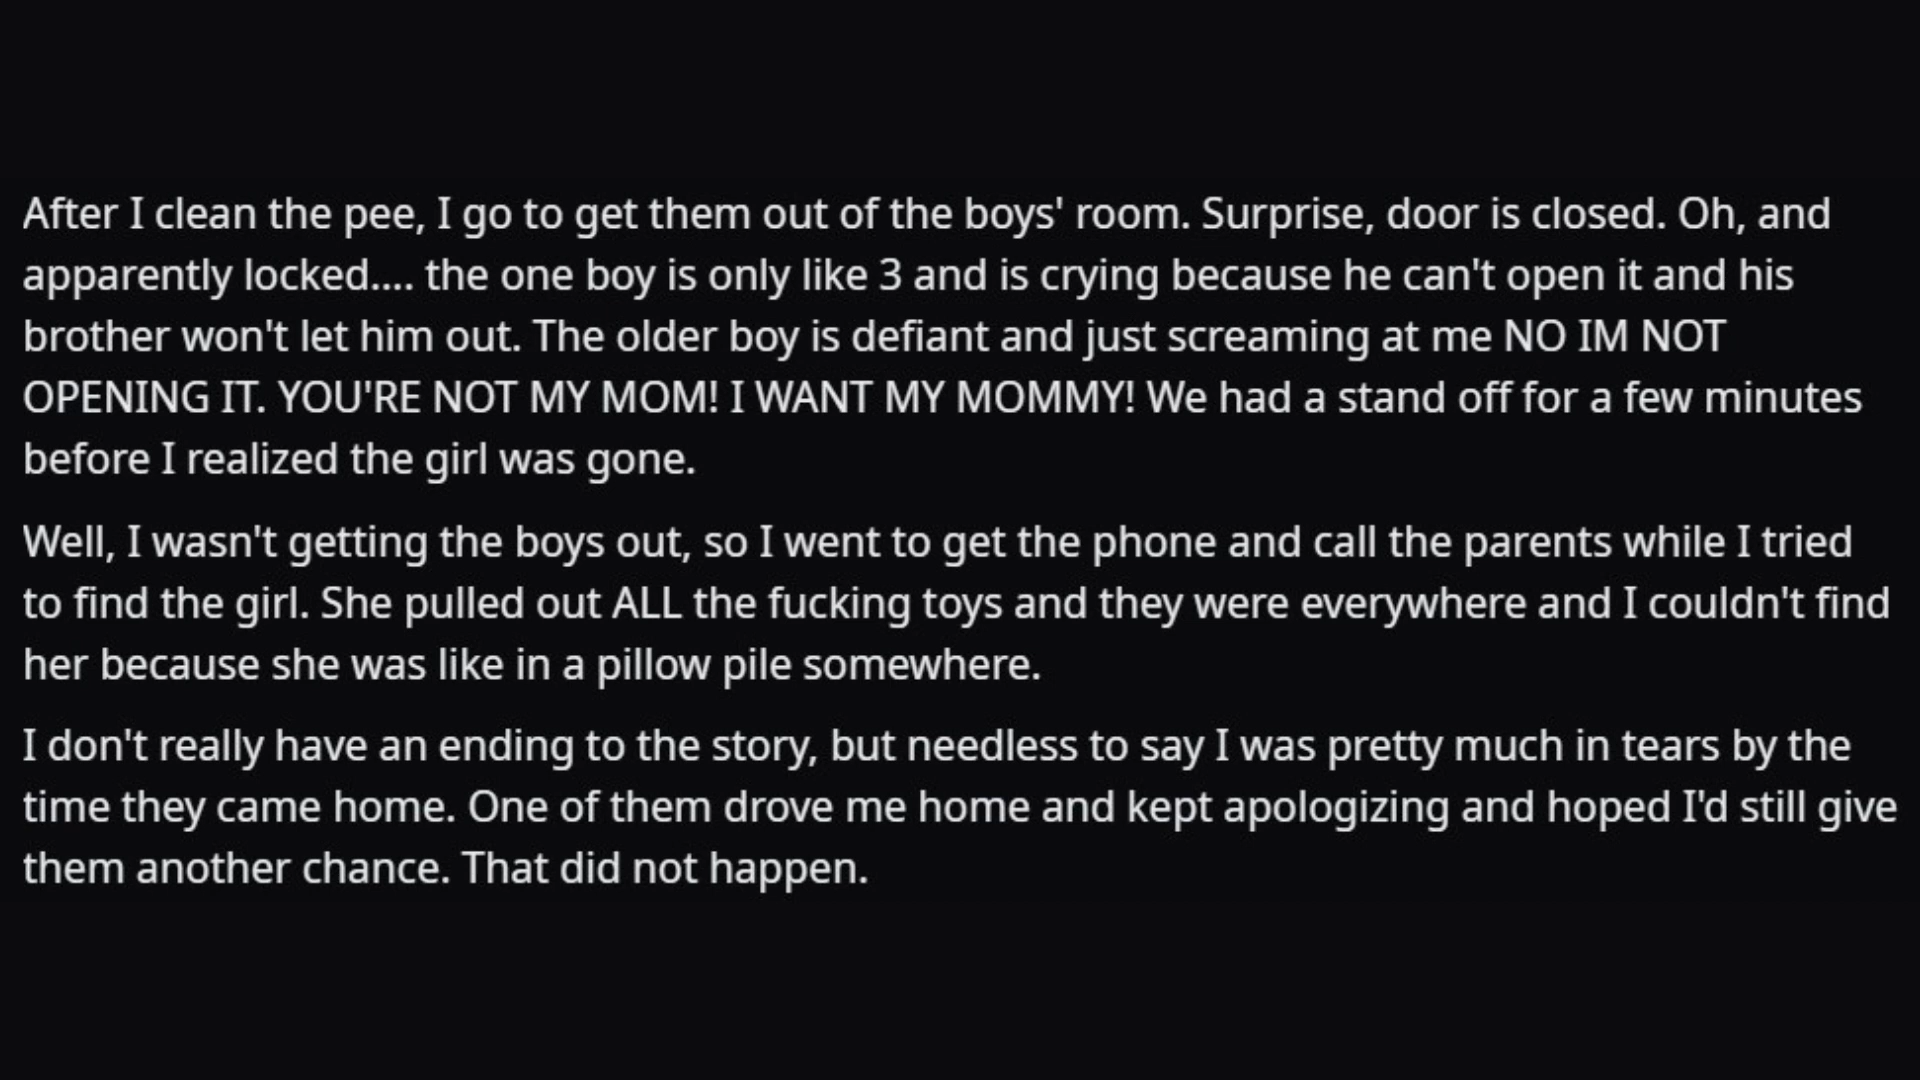 After I clean the pee, I go to get them out of the boys' room. Surprise, door is closed. Oh, and
apparently locked.... the one boy is only like 3 and is crying because he can't open it and his
brother won't let him out. The older boy is defiant and just screaming at me NO IM NOT
OPENING IT. YOU'RE NOT MY MOM! I WANT MY MOMMY! We had a stand off for a few minutes
before I realized the girl was gone.
Well, I wasn't getting the boys out, so I went to get the phone and call the parents while I tried
to find the girl. She pulled out ALL the fucking toys and they were everywhere and I couldn't find
her because she was like in a pillow pile somewhere.
I don't really have an ending to the story, but needless to say I was pretty much in tears by the
time they came home. One of them drove me home and kept apologizing and hoped I'd still give
them another chance. That did not happen.